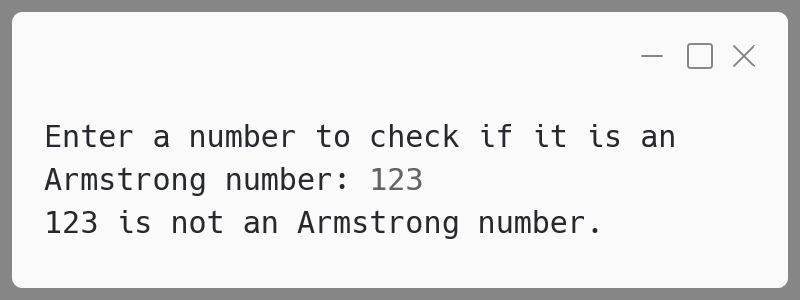 Enter a number to check if it is an
Armstrong number: 123
123 is not an Armstrong number.